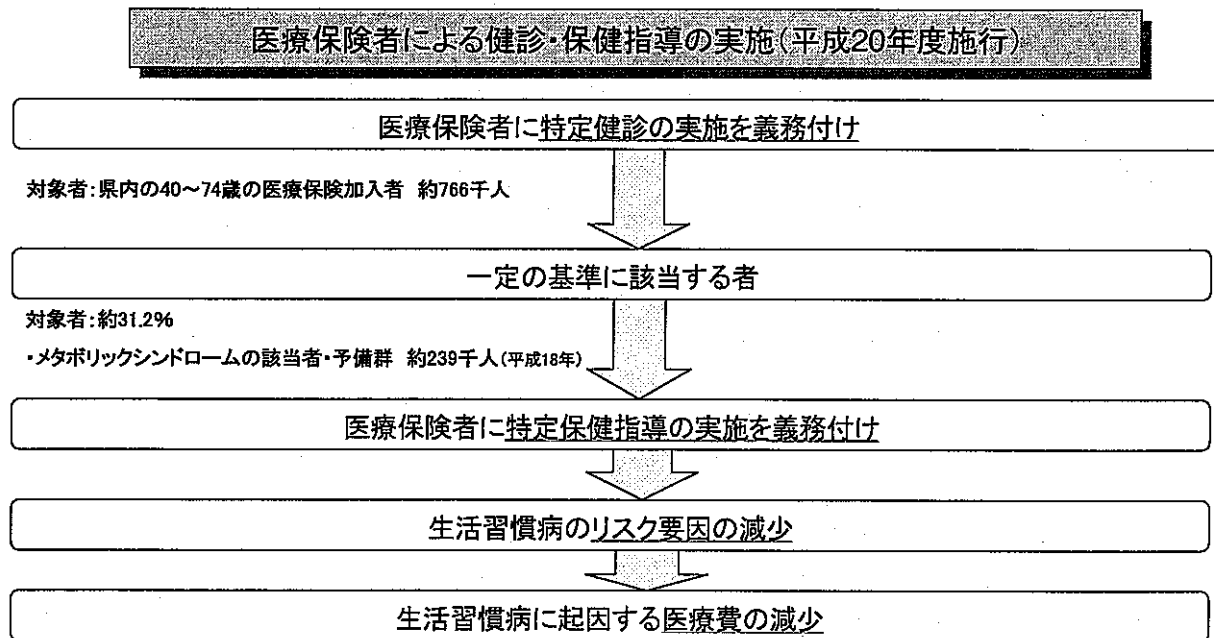 医療保険者による健診・保健指導の実施(平成20年度施行)
医療保険者に特定健診の実施を義務付け
対象者:県内の40～74歳の医療保険加入者 約766千人
一定の基準に該当する者
対象者:約31.2%
・メタボリックシンドロームの該当者・予備群 約239千人(平成18年)
医療保険者に特定保健指導の実施を義務付け
生活習慣病のリスク要因の減少
生活習慣病に起因する医療費の減少